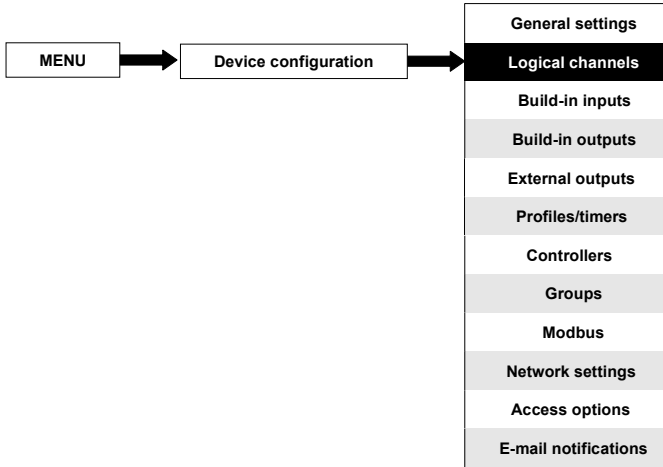 MENU
Device configuration
General settings
Logical channels
Build-in inputs
Build-in outputs
External outputs
Profiles/timers
Controllers
Groups
Modbus
Network settings
Access options
E-mail notifications